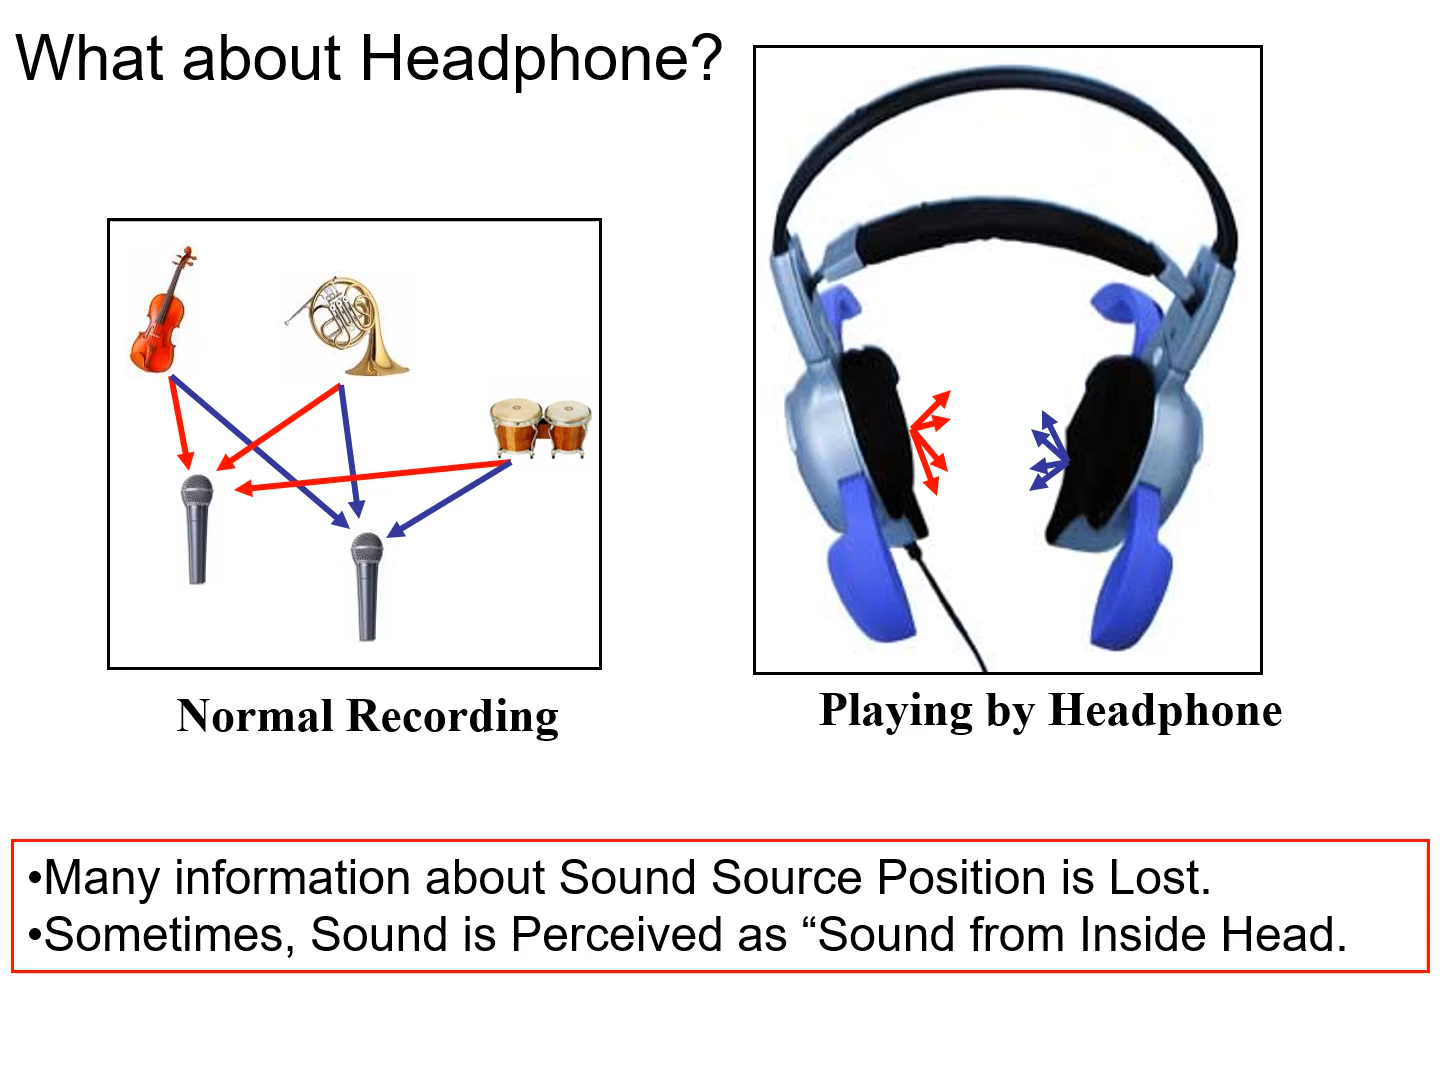 What about Headphone?
Normal Recording
Playing by Headphone
•Many information about Sound Source Position is Lost.
•Sometimes, Sound is Perceived as “Sound from Inside Head.